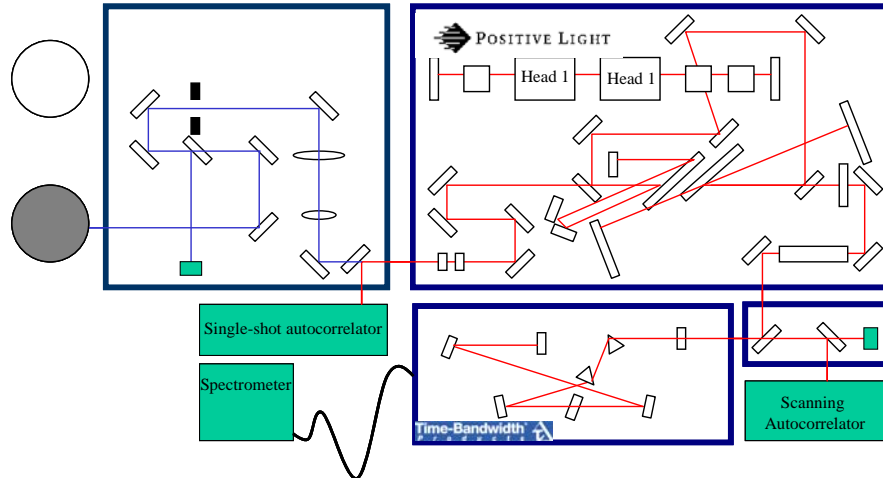 POSITIVE LIGHT
Head 1
Head 1
Single-shot autocorrelator
Spectrometer
Scanning
Autocorrelator
Time-Bandwidth®
Products